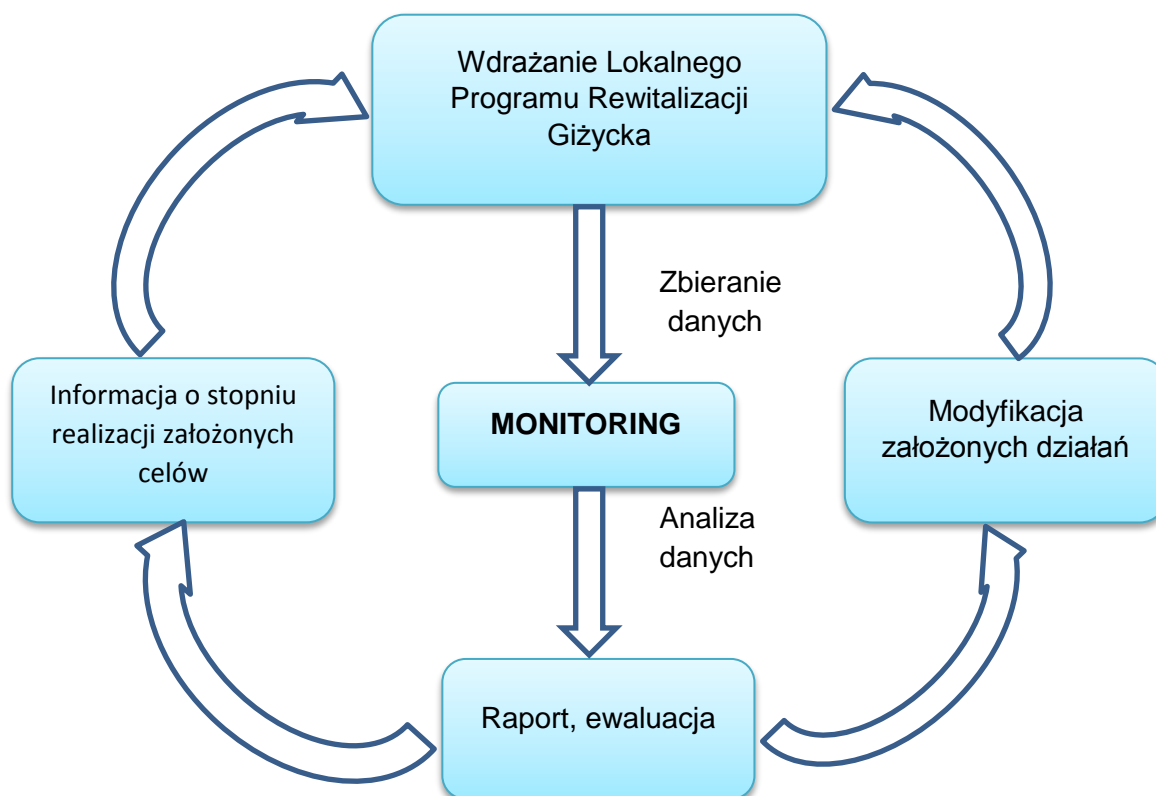 Wdrażanie Lokalnego
Programu Rewitalizacji
Giżycka
Zbieranie
danych
Informacja o stopniu
realizacji założonych
celów
MONITORING
Modyfikacja
założonych działań
Analiza
danych
Raport, ewaluacja